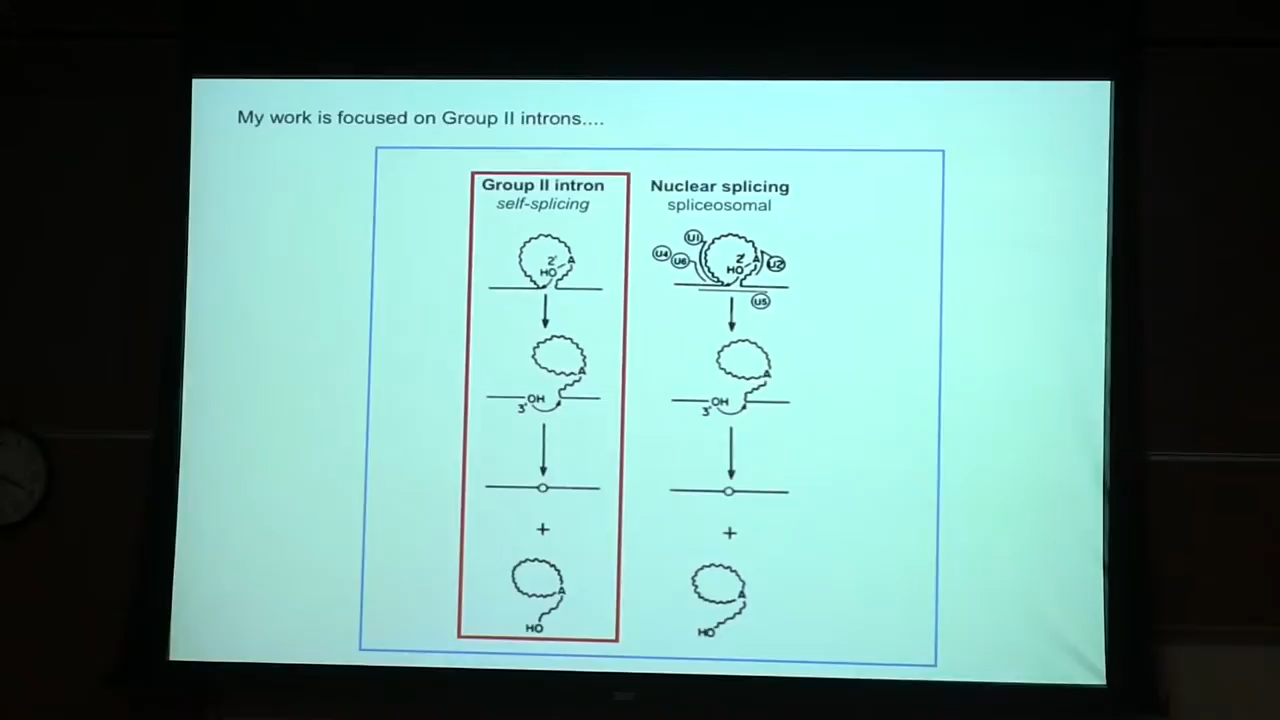 My work is focused on Group II introns....
Group II intron
self-splicing
2'
A
HO
A
OH
3'
+
A
HO
Nuclear splicing
spliceosomal
U1
U4
U6
2'
A
HO
U2
U5
A
OH
3'
+
A
HO